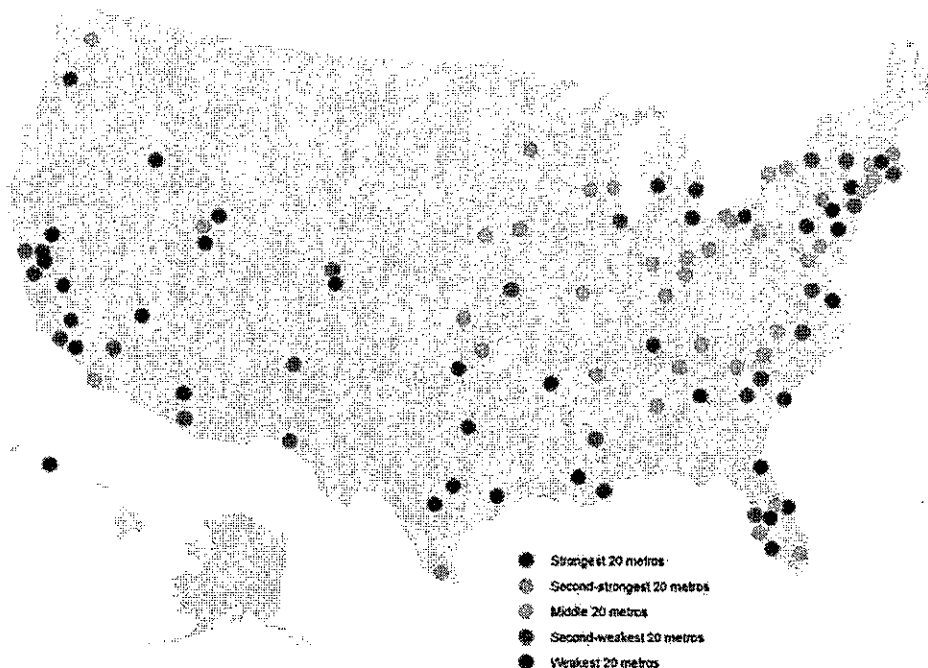 Strongest 20 metros
Second-strongest 20 metros
Middle 20 metros
Second-weakest 20 metros
Weakest 20 metros